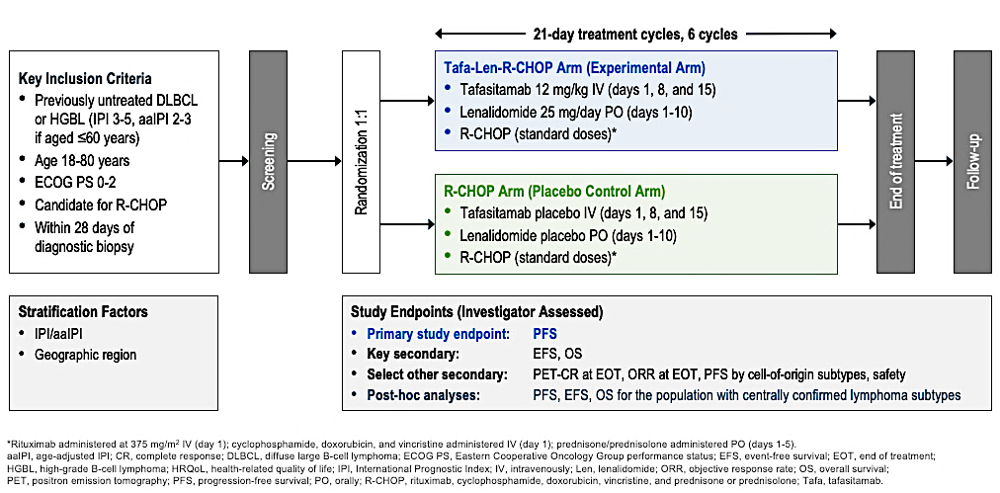 21-day treatment cycles, 6 cycles
Key Inclusion Criteria
• Previously untreated DLBCL
or HGBL (IPI 3-5, aaIPI 2-3
if aged ≤60 years)
• Age 18-80 years
• ECOG PS 0-2
• Candidate for R-CHOP
• Within 28 days of
diagnostic biopsy
Screening
Randomization 1:1
Tafa-Len-R-CHOP Arm (Experimental Arm)
• Tafasitamab 12 mg/kg IV (days 1, 8, and 15)
• Lenalidomide 25 mg/day PO (days 1-10)
• R-CHOP (standard doses)*
R-CHOP Arm (Placebo Control Arm)
• Tafasitamab placebo IV (days 1, 8, and 15)
• Lenalidomide placebo PO (days 1-10)
• R-CHOP (standard doses)*
End of treatment
Follow-up
Stratification Factors
• IPI/aaIPI
• Geographic region
Study Endpoints (Investigator Assessed)
• Primary study endpoint: PFS
• Key secondary: EFS, OS
• Select other secondary: PET-CR at EOT, ORR at EOT, PFS by cell-of-origin subtypes, safety
• Post-hoc analyses: PFS, EFS, OS for the population with centrally confirmed lymphoma subtypes
*Rituximab administered at 375 mg/m² IV (day 1); cyclophosphamide, doxorubicin, and vincristine administered IV (day 1); prednisone/prednisolone administered PO (days 1-5).
aaIPI, age-adjusted IPI; CR, complete response; DLBCL, diffuse large B-cell lymphoma; ECOG PS, Eastern Cooperative Oncology Group performance status; EFS, event-free survival; EOT, end of treatment;
HGBL, high-grade B-cell lymphoma; HRQoL, health-related quality of life; IPI, International Prognostic Index; IV, intravenously; Len, lenalidomide; ORR, objective response rate; OS, overall survival;
PET, positron emission tomography; PFS, progression-free survival; PO, orally; R-CHOP, rituximab, cyclophosphamide, doxorubicin, vincristine, and prednisone or prednisolone; Tafa, tafasitamab.